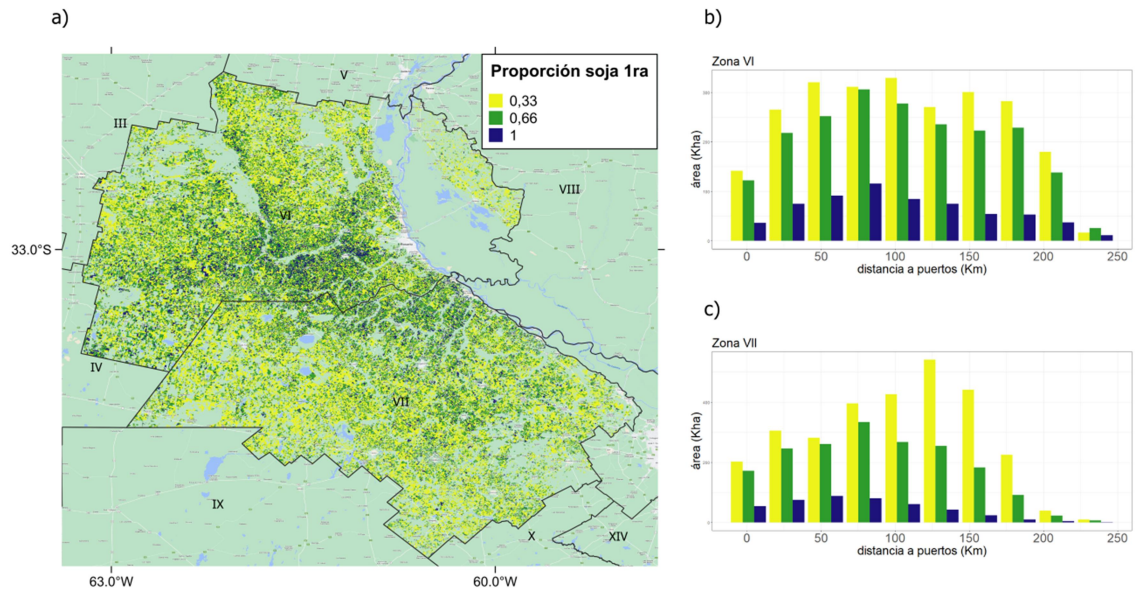 a)
Proporción soja 1ra
0,33
0,66
1
V
III
VI
VIII
33.0°S
IV
VII
IX
X
XIV
63.0°W
60.0°W
b)
Zona VI
área (Kha)
0
50
100
150
200
250
distancia a puertos (Km)
c)
Zona VII
área (Kha)
0
50
100
150
200
250
distancia a puertos (Km)